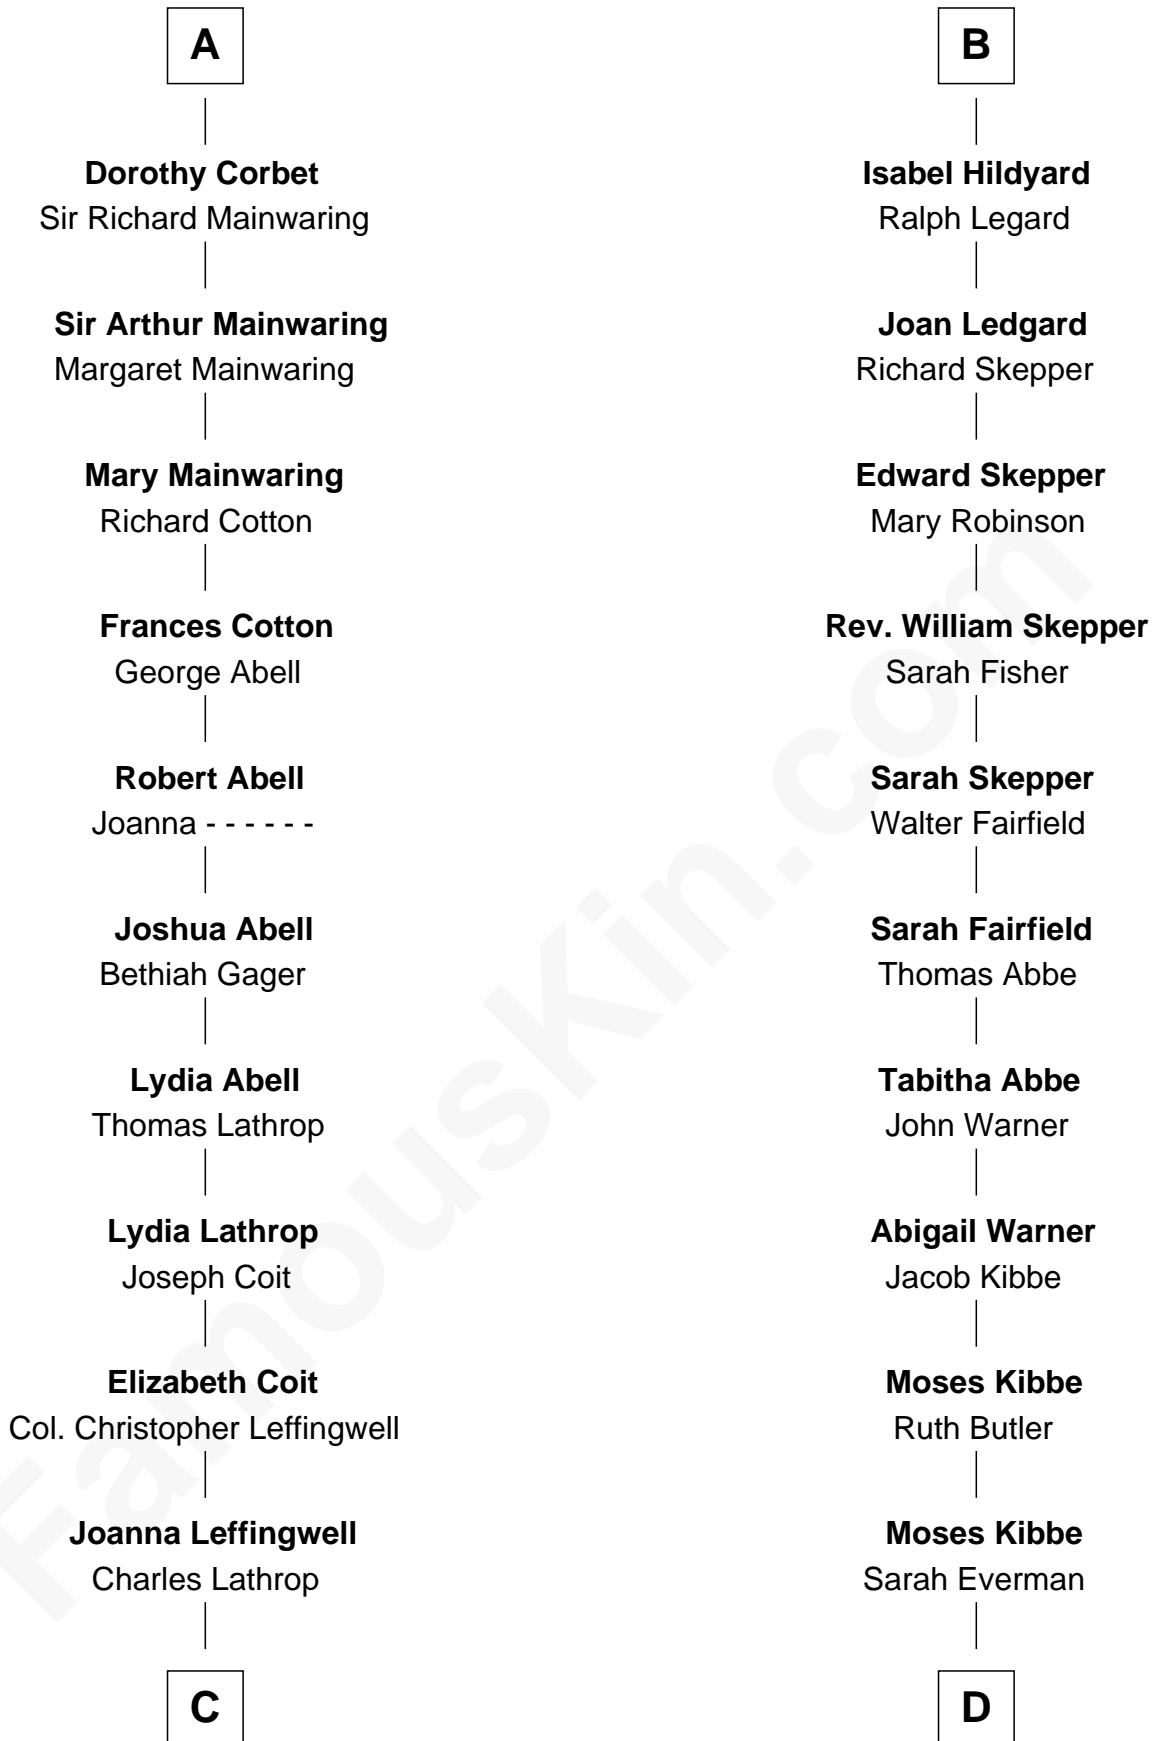 A
Dorothy Corbet
Sir Richard Mainwaring
Sir Arthur Mainwaring
Margaret Mainwaring
Mary Mainwaring
Richard Cotton
Frances Cotton
George Abell
Robert Abell
Joanna - - - - - -
Joshua Abell
Bethiah Gager
Lydia Abell
Thomas Lathrop
Lydia Lathrop
Joseph Coit
Elizabeth Coit
Col. Christopher Leffingwell
Joanna Leffingwell
Charles Lathrop
C
B
Isabel Hildyard
Ralph Legard
Joan Ledgard
Richard Skepper
Edward Skepper
Mary Robinson
Rev. William Skepper
Sarah Fisher
Sarah Skepper
Walter Fairfield
Sarah Fairfield
Thomas Abbe
Tabitha Abbe
John Warner
Abigail Warner
Jacob Kibbe
Moses Kibbe
Ruth Butler
Moses Kibbe
Sarah Everman
D
FamousKin.com